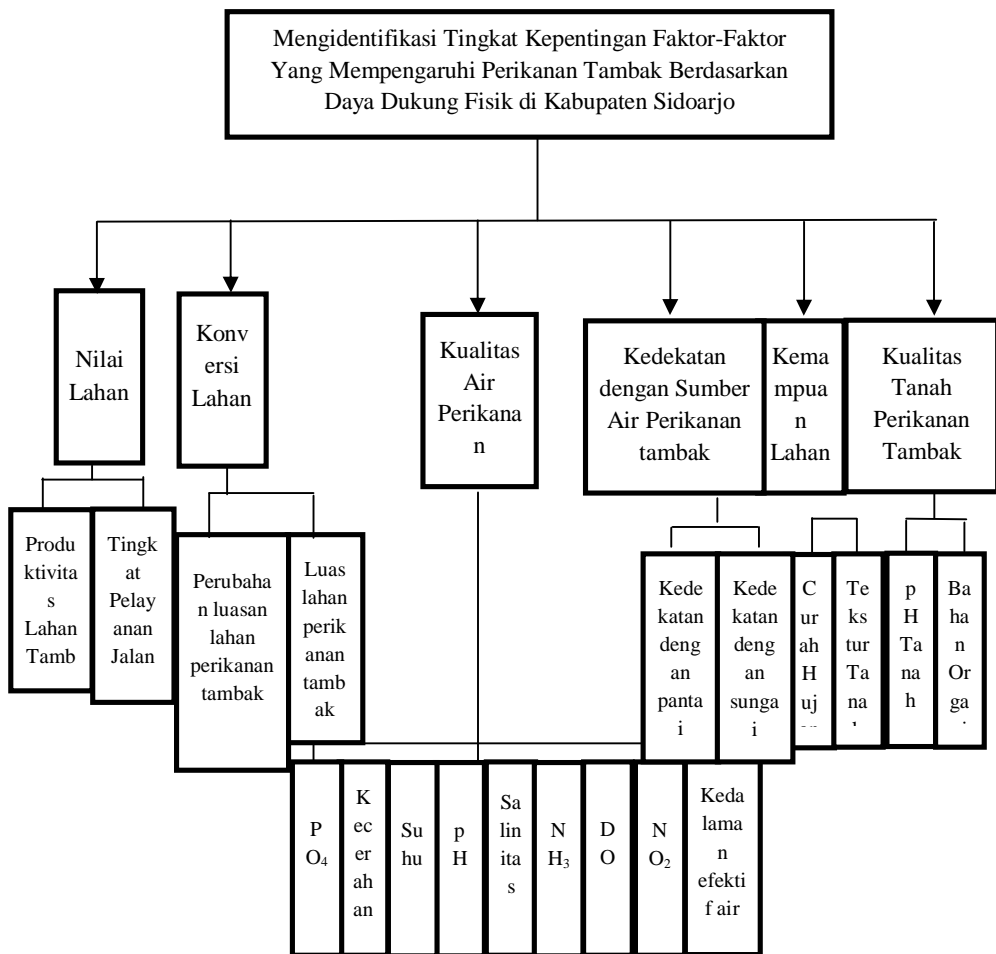 Mengidentifikasi Tingkat Kepentingan Faktor-Faktor
Yang Mempengaruhi Perikanan Tambak Berdasarkan
Daya Dukung Fisik di Kabupaten Sidoarjo
Nilai
Lahan
Konv
ersi
Lahan
Kualitas
Air
Perikana
n
Kedekatan
dengan Sumber
Air Perikanan
tambak
Kema
mpua
n
Lahan
Kualitas
Tanah
Perikanan
Tambak
Produ
ktivita
s
Lahan
Tamb
Tingk
at
Pelay
anan
Jalan
Perubaha
n luasan
lahan
perikanan
tambak
Luas
lahan
perik
anan
tamb
ak
Kede
katan
deng
an
panta
i
Kede
katan
deng
an
sunga
i
C
ur
ah
H
uj
Te
ks
tur
Ta
na
p
H
Ta
na
h
Ba
ha
n
Or
ga
P
O₄
K
ec
er
ah
an
Su
hu
p
H
Sa
lin
ita
s
N
H₃
D
O
N
O₂
Keda
lama
n
efekti
f air